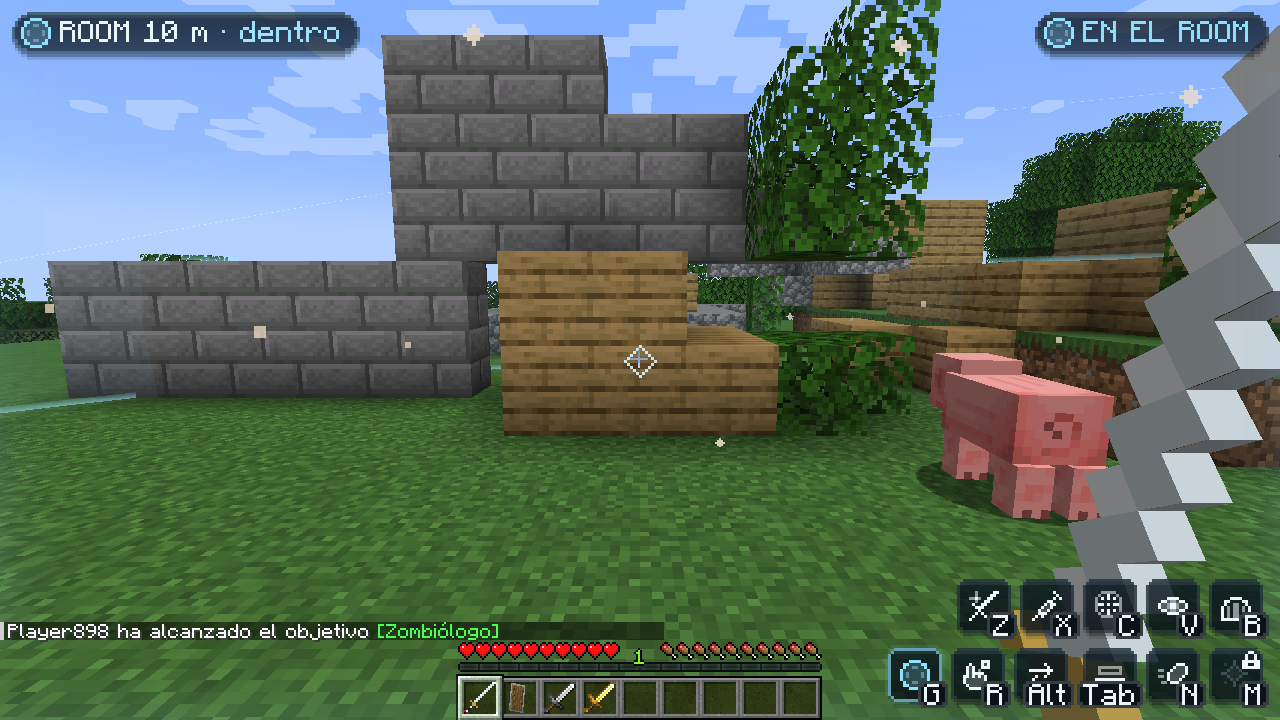 ROOM 10 m · dentro
EN EL ROOM
Player898 ha alcanzado el objetivo [Zombiólogo]
1
Z X C V B
G R Alt Tab N M